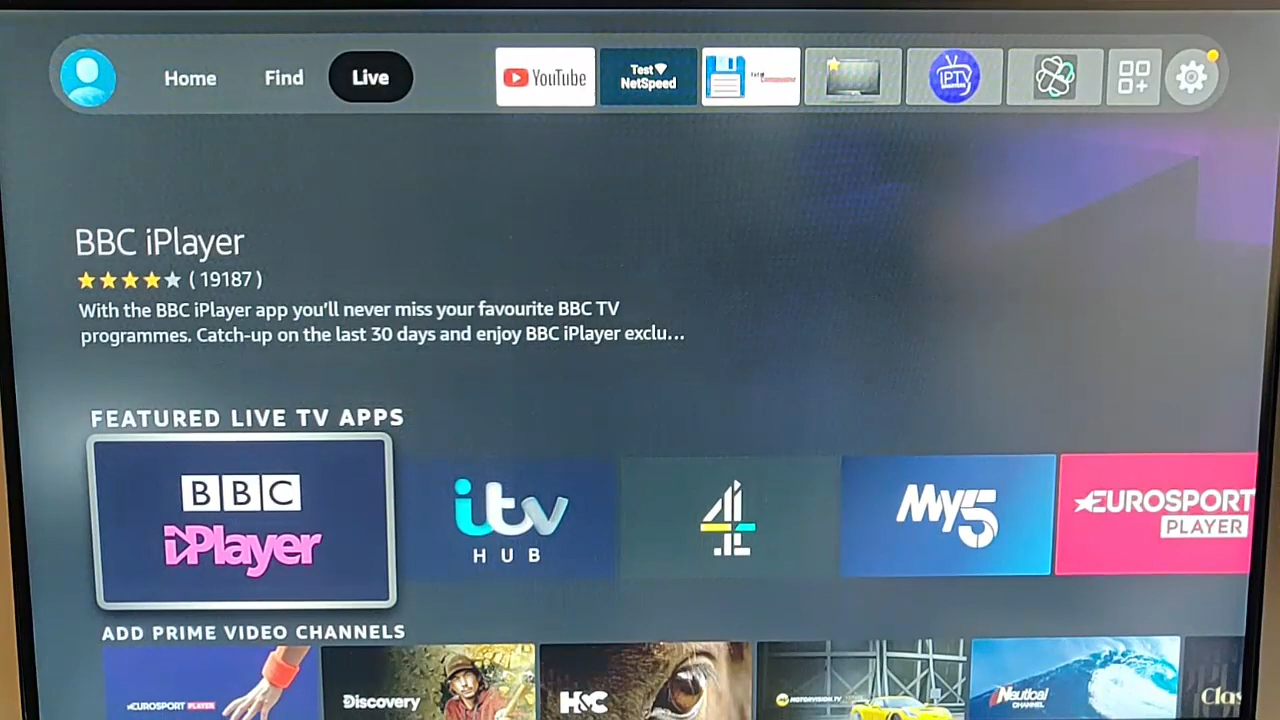 Home
Find
Live
YouTube
Test
NetSpeed
IPTV
BBC iPlayer
( 19187 )
With the BBC iPlayer app you'll never miss your favourite BBC TV
programmes. Catch-up on the last 30 days and enjoy BBC iPlayer exclu...
FEATURED LIVE TV APPS
BBC
iPlayer
itv
HUB
4
My5
EUROSPORT
PLAYER
ADD PRIME VIDEO CHANNELS
EUROSPORT PLAYER
Discovery
H&C
MOTORVISION.TV
Nautical
CHANNEL
Clas